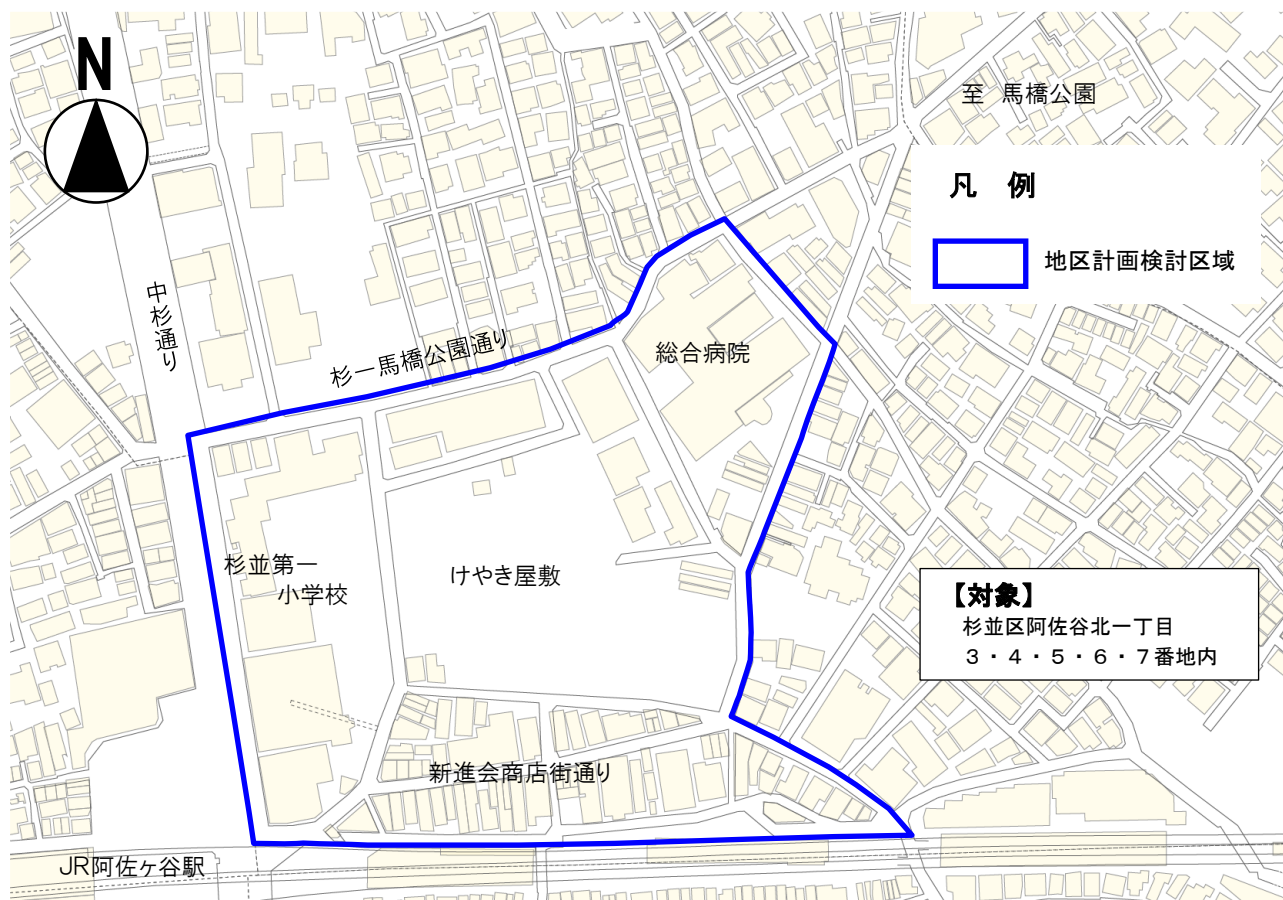 N
至 馬橋公園
凡 例
地区計画検討区域
中杉通り
杉一馬橋公園通り
総合病院
杉並第一
小学校
けやき屋敷
【対象】
杉並区阿佐谷北一丁目
3・4・5・6・7番地内
新進会商店街通り
JR阿佐ヶ谷駅